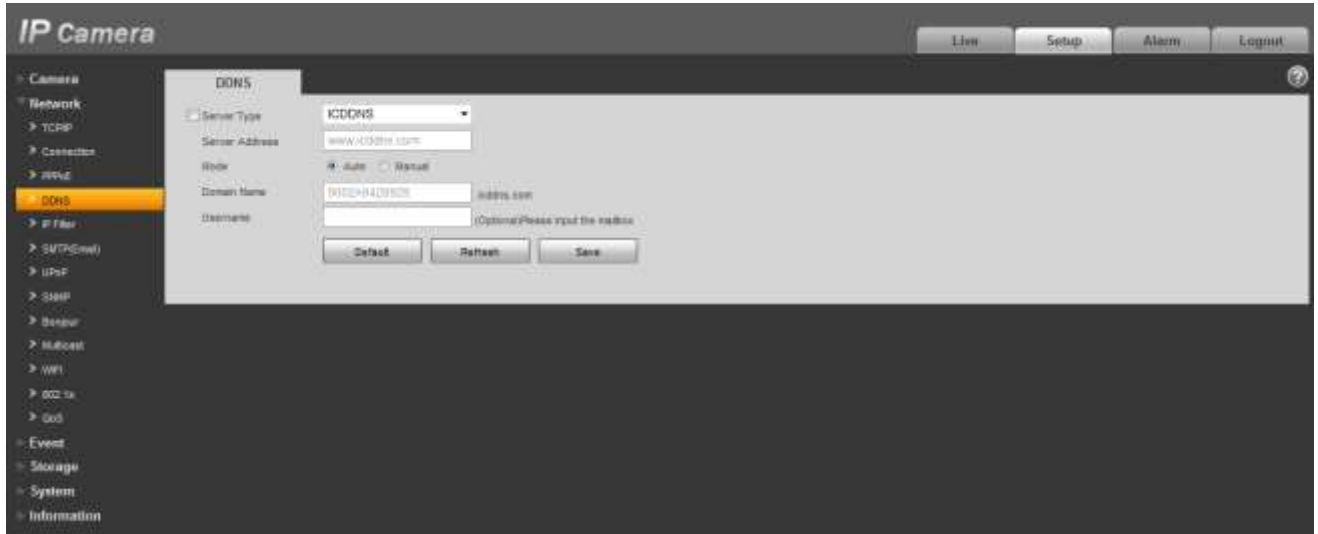 IP Camera
Live Setup Alarm Logout
Camera
Network
TCP/IP
Connection
PPPoE
DDNS
IP Filter
SMTP(Email)
UPnP
SNMP
Bonjour
Multicast
WIFI
802.1x
QoS
Event
Storage
System
Information
DDNS
Server Type ICDDNS
Server Address www.icddns.com
Mode Auto Manual
Domain Name .icddns.com
Username (Optional)Please input the mailbox
Default Refresh Save
?